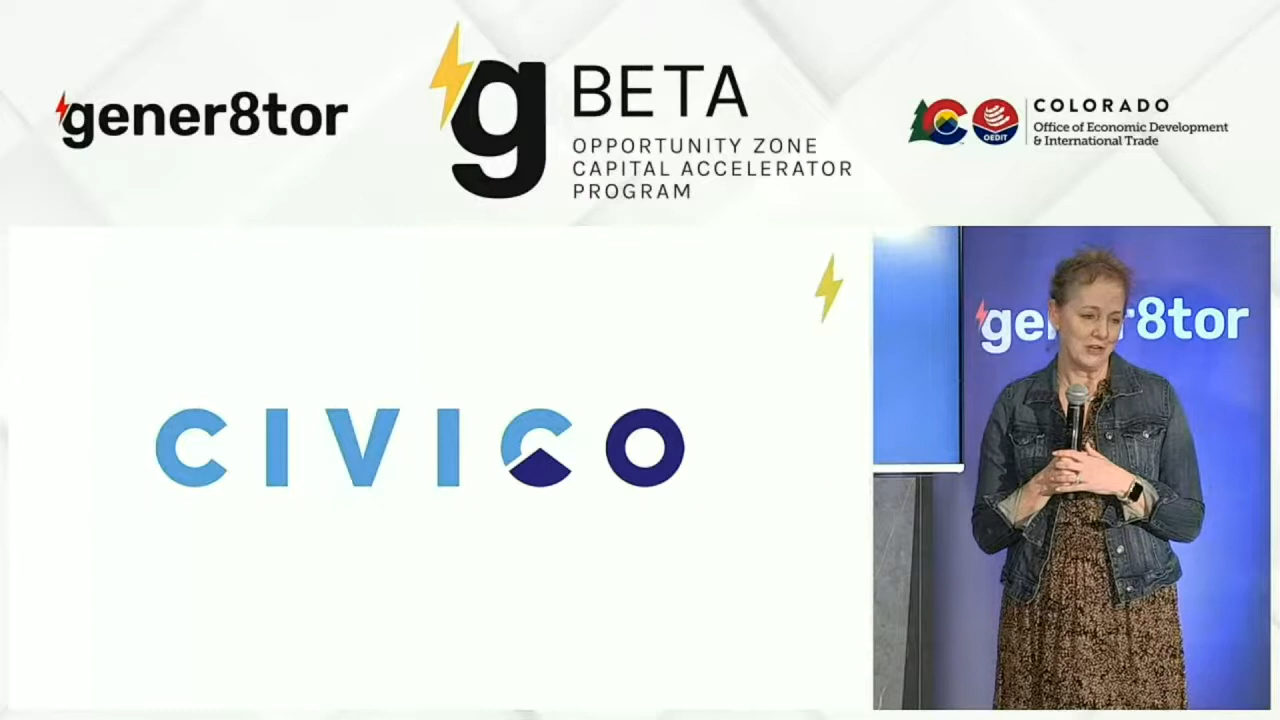 gener8tor
g BETA
OPPORTUNITY ZONE
CAPITAL ACCELERATOR
PROGRAM
OEDIT
COLORADO
Office of Economic Development
& International Trade
CIVICO
gener8tor